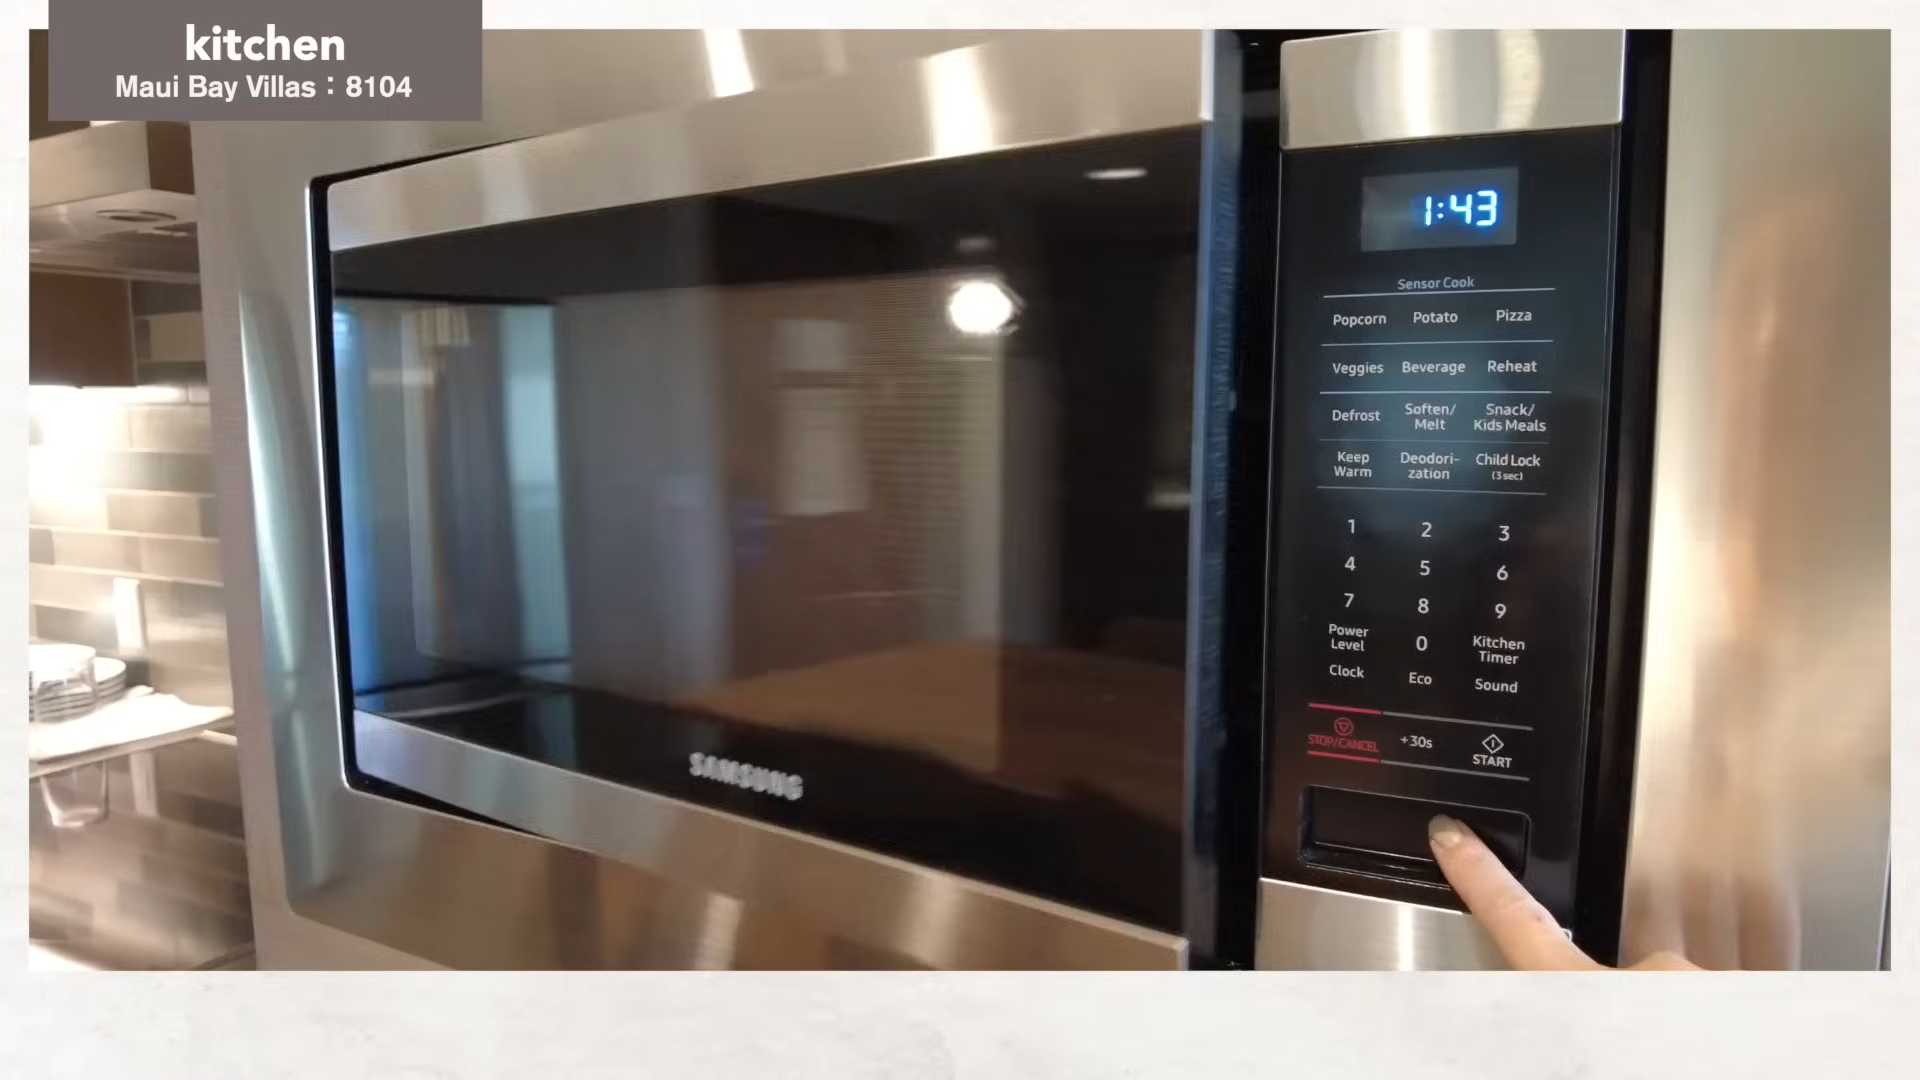 kitchen
Maui Bay Villas：8104
1:43
Sensor Cook
Popcorn Potato Pizza
Veggies Beverage Reheat
Defrost Soften/ Melt Snack/ Kids Meals
Keep Warm Deodori- zation Child Lock (3 sec)
1 2 3
4 5 6
7 8 9
Power Level 0 Kitchen Timer
Clock Eco Sound
STOP/CANCEL +30s START
SAMSUNG